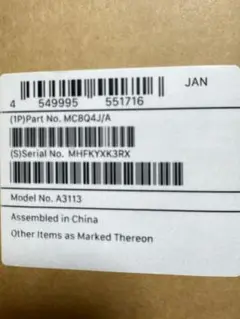 JAN
4 549995 551716
(1P)Part No. MC8Q4J/A
(S)Serial No. MHFKYXK3RX
Model No. A3113
Assembled in China
Other Items as Marked Thereon